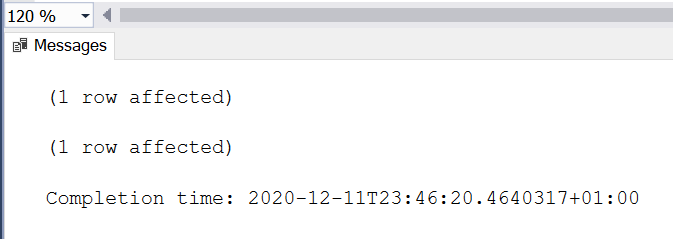 120 %
Messages
(1 row affected)
(1 row affected)
Completion time: 2020-12-11T23:46:20.4640317+01:00